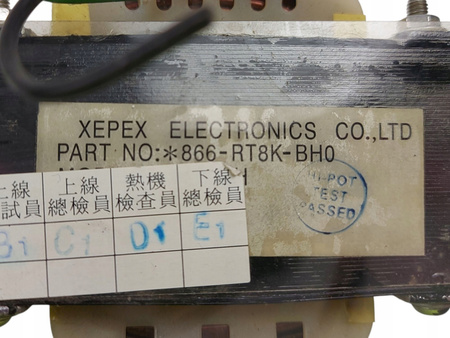 XEPEX ELECTRONICS CO.,LTD
PART NO:*866-RT8K-BH0
HI-POT
TEST
PASSED
上線 上線 熱機 下線
試員 總檢員 檢查員 總檢員
B1 C1 D1 E1